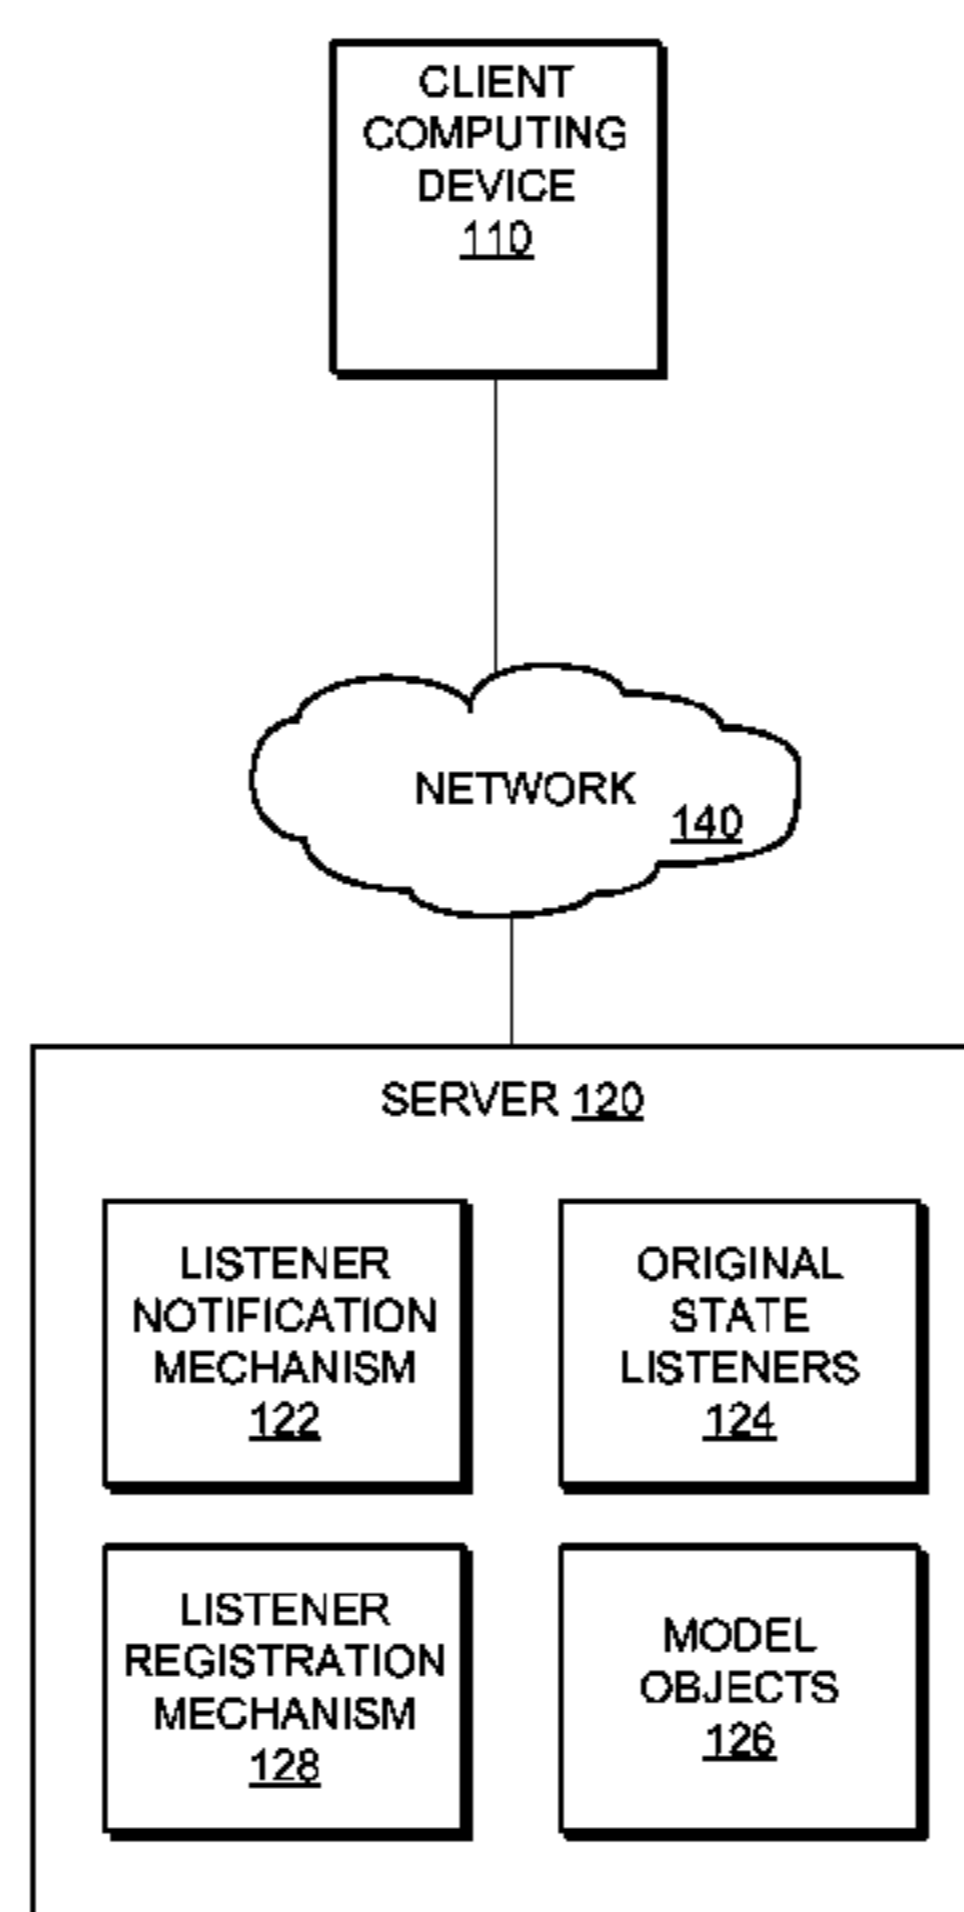 CLIENT
COMPUTING
DEVICE
110
NETWORK
140
SERVER 120
LISTENER
NOTIFICATION
MECHANISM
122
ORIGINAL
STATE
LISTENERS
124
LISTENER
REGISTRATION
MECHANISM
128
MODEL
OBJECTS
126